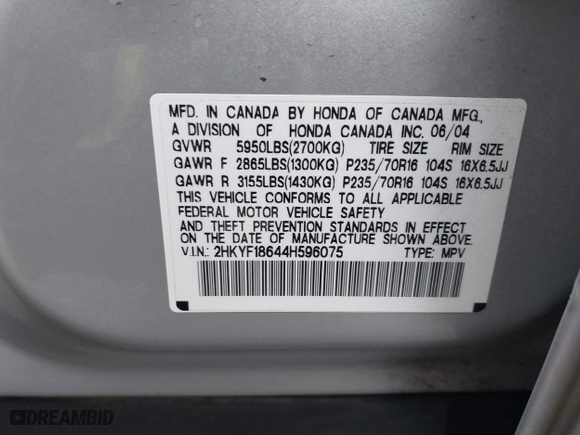 MFD. IN CANADA BY HONDA OF CANADA MFG.,
A DIVISION OF HONDA CANADA INC. 06/04
GVWR 5950LBS(2700KG) TIRE SIZE RIM SIZE
GAWR F 2865LBS(1300KG) P235/70R16 104S 16X6.5JJ
GAWR R 3155LBS(1430KG) P235/70R16 104S 16X6.5JJ
THIS VEHICLE CONFORMS TO ALL APPLICABLE
FEDERAL MOTOR VEHICLE SAFETY
AND THEFT PREVENTION STANDARDS IN EFFECT
ON THE DATE OF MANUFACTURE SHOWN ABOVE.
V.I.N.: 2HKYF18644H596075 TYPE: MPV
DREAMBID